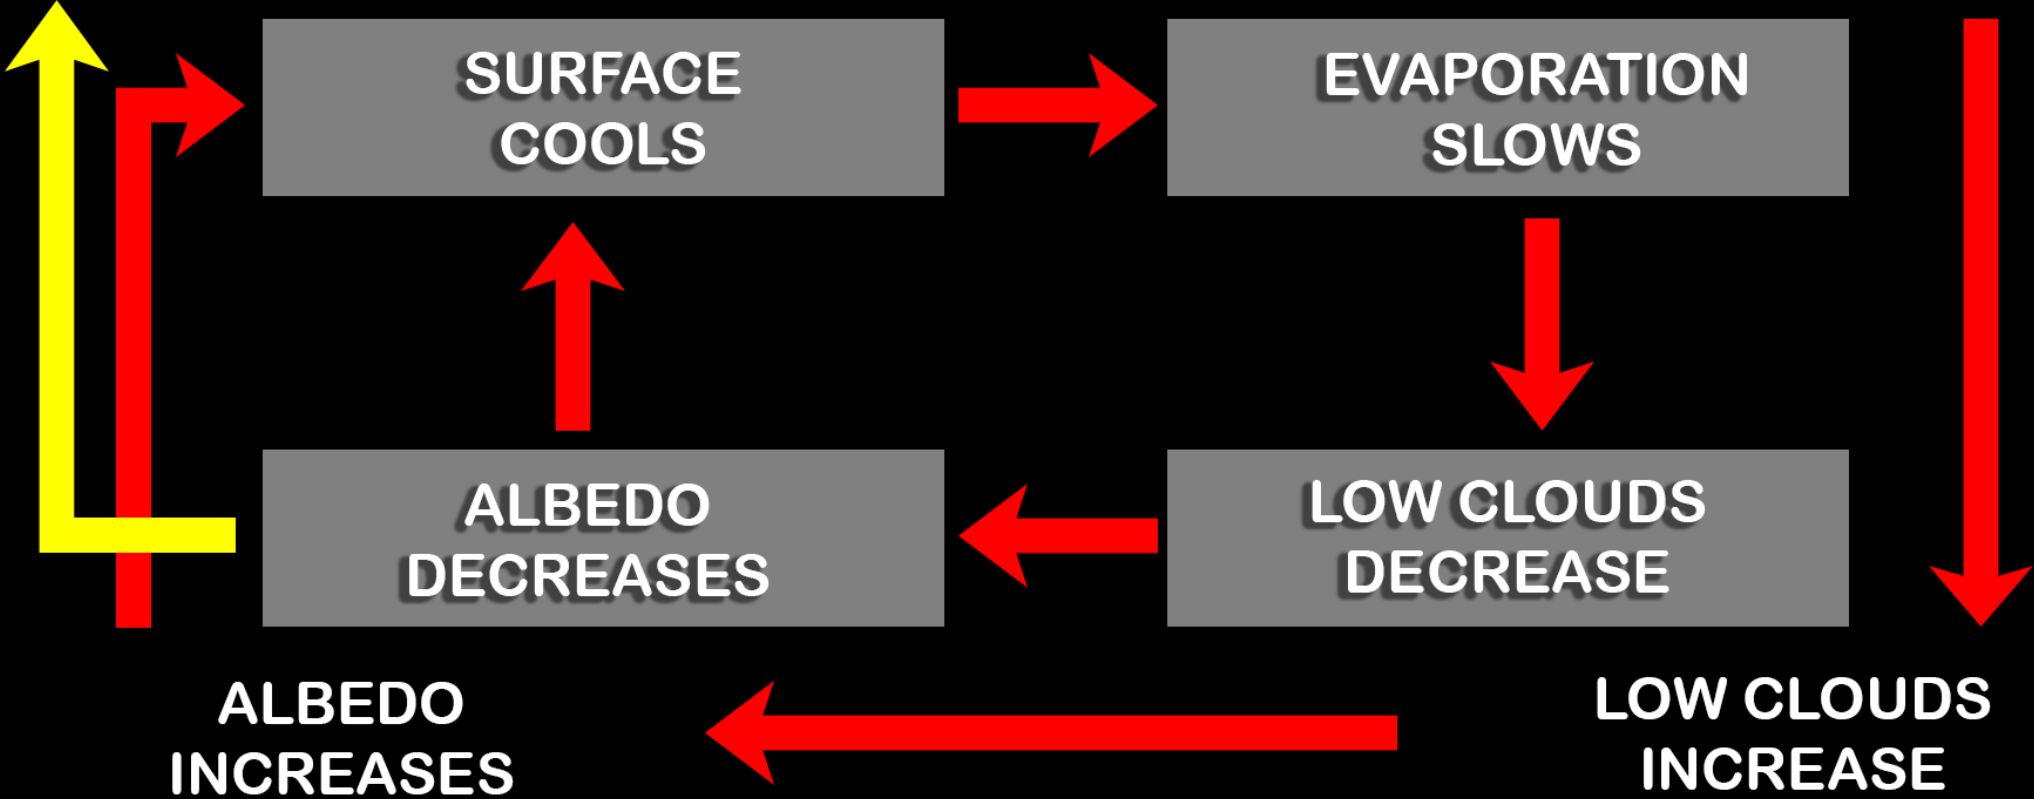 SURFACE
COOLS
EVAPORATION
SLOWS
ALBEDO
DECREASES
LOW CLOUDS
DECREASE
ALBEDO
INCREASES
LOW CLOUDS
INCREASE